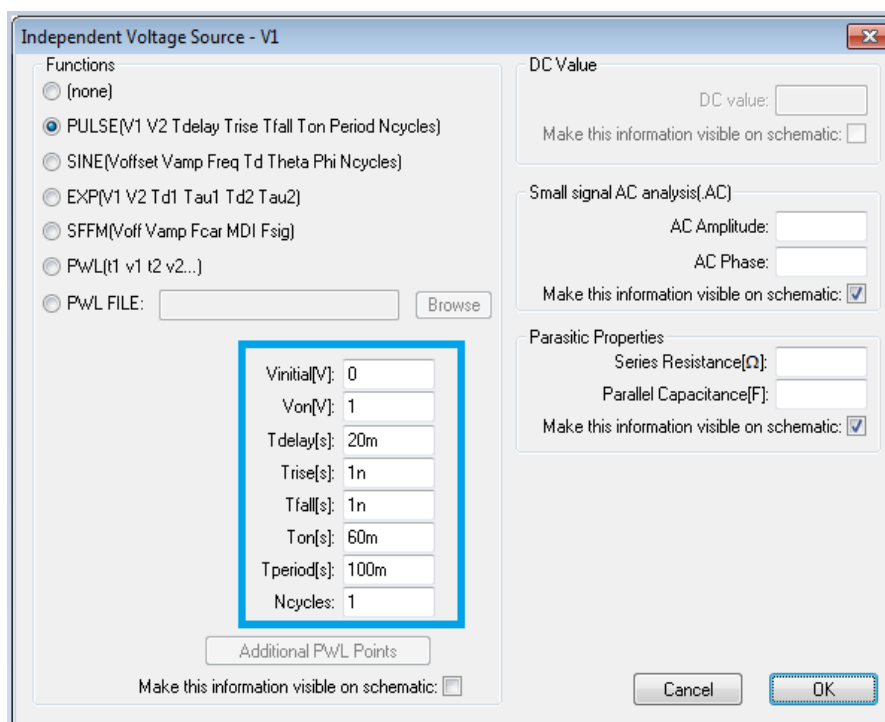 Independent Voltage Source - V1
Functions
(none)
PULSE(V1 V2 Tdelay Trise Tfall Ton Period Ncycles)
SINE(Voffset Vamp Freq Td Theta Phi Ncycles)
EXP(V1 V2 Td1 Tau1 Td2 Tau2)
SFFM(Voff Vamp Fcar MDI Fsig)
PWL(t1 v1 t2 v2...)
PWL FILE: Browse
Vinitial[V]: 0
Von[V]: 1
Tdelay[s]: 20m
Trise[s]: 1n
Tfall[s]: 1n
Ton[s]: 60m
Tperiod[s]: 100m
Ncycles: 1
Additional PWL Points
Make this information visible on schematic:
DC Value
DC value:
Make this information visible on schematic:
Small signal AC analysis(.AC)
AC Amplitude:
AC Phase:
Make this information visible on schematic:
Parasitic Properties
Series Resistance[Ω]:
Parallel Capacitance[F]:
Make this information visible on schematic:
Cancel OK